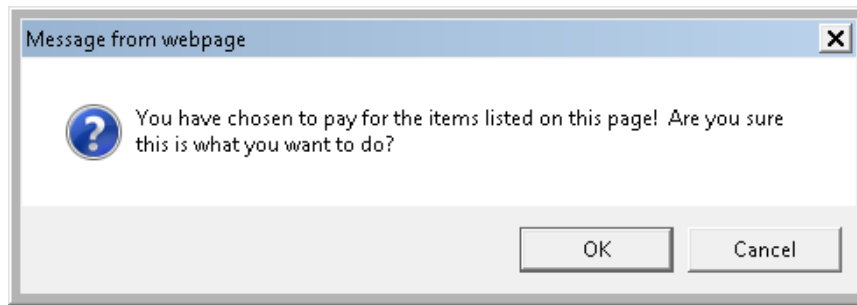 Message from webpage
You have chosen to pay for the items listed on this page!  Are you sure
this is what you want to do?
OK
Cancel